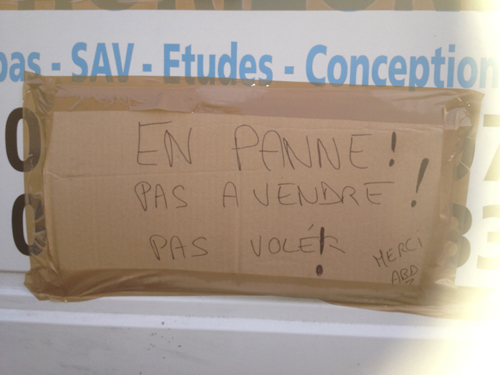 pas - SAV - Etudes - Conception
EN PANNE !
PAS A VENDRE !
PAS VOLÉR !
MERCI